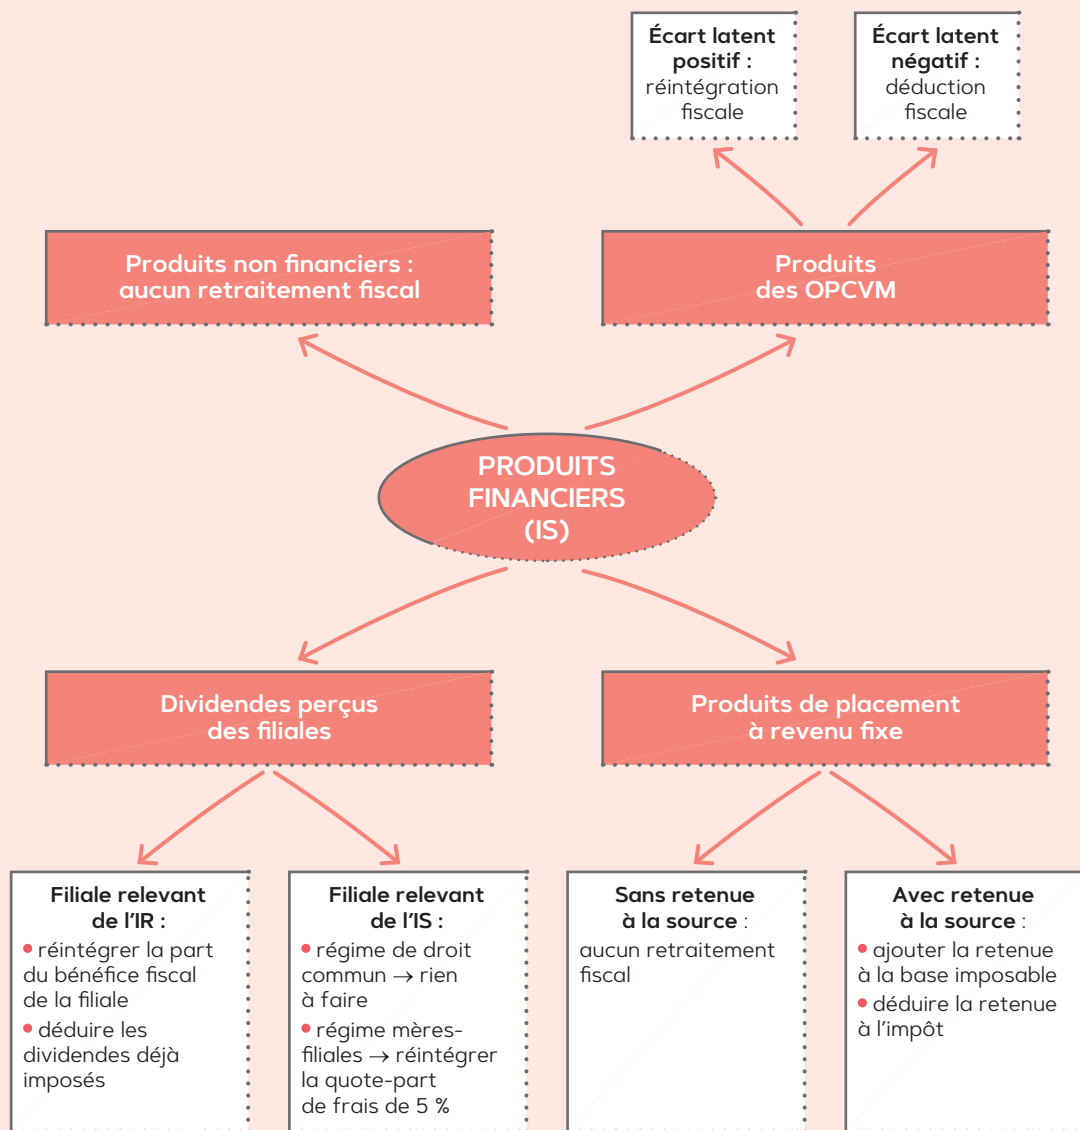 Écart latent
positif :
réintégration
fiscale
Écart latent
négatif :
déduction
fiscale
Produits non financiers :
aucun retraitement fiscal
Produits
des OPCVM
PRODUITS
FINANCIERS
(IS)
Dividendes perçus
des filiales
Produits de placement
à revenu fixe
Filiale relevant
de l’IR :
• réintégrer la part
du bénéfice fiscal
de la filiale
• déduire les
dividendes déjà
imposés
Filiale relevant
de l’IS :
• régime de droit
commun → rien
à faire
• régime mères-
filiales → réintégrer
la quote-part
de frais de 5 %
Sans retenue
à la source :
aucun retraitement
fiscal
Avec retenue
à la source :
• ajouter la retenue
à la base imposable
• déduire la retenue
à l’impôt